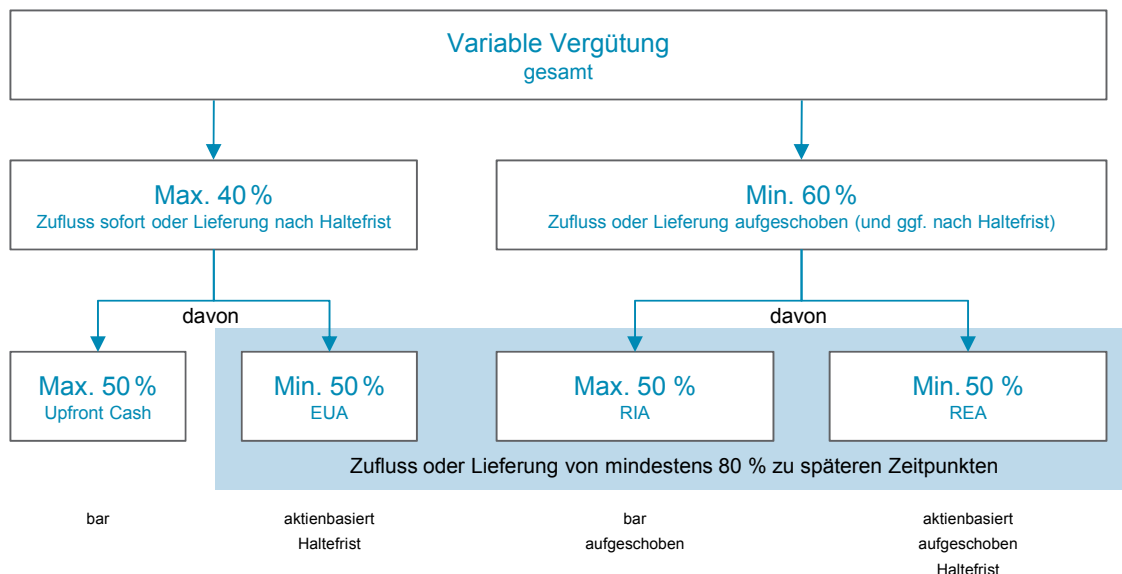 Variable Vergütung
gesamt
Max. 40 %
Zufluss sofort oder Lieferung nach Haltefrist
Min. 60 %
Zufluss oder Lieferung aufgeschoben (und ggf. nach Haltefrist)
davon
davon
Max. 50 %
Upfront Cash
Min. 50 %
EUA
Max. 50 %
RIA
Min. 50 %
REA
Zufluss oder Lieferung von mindestens 80 % zu späteren Zeitpunkten
bar
aktienbasiert
Haltefrist
bar
aufgeschoben
aktienbasiert
aufgeschoben
Haltefrist